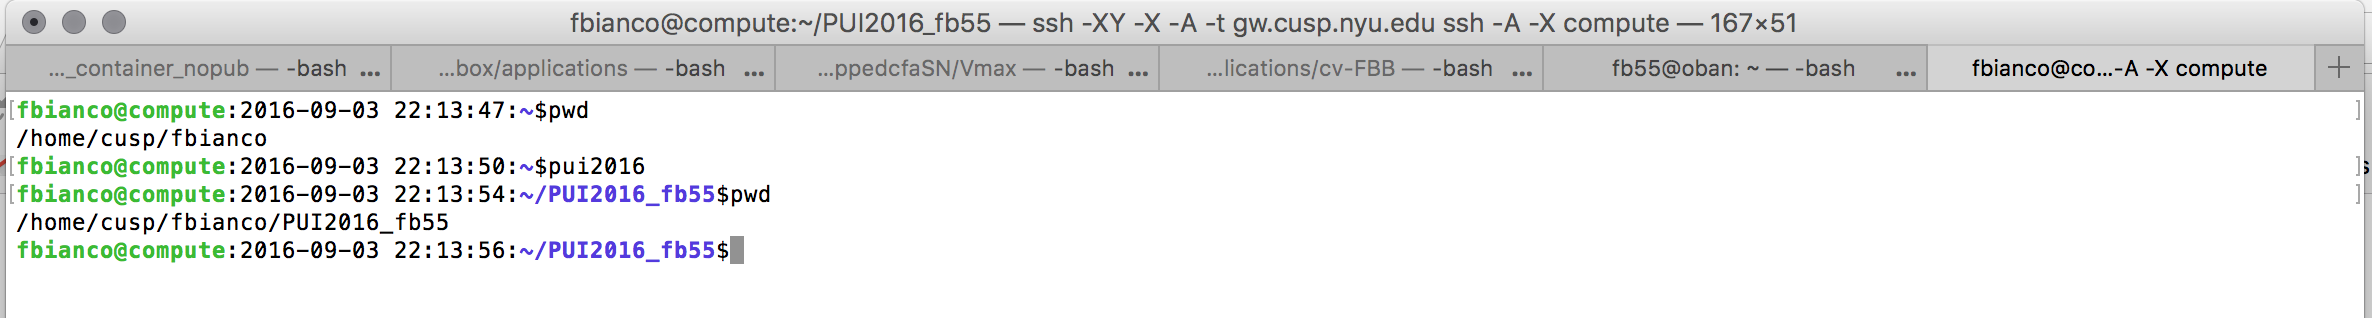 fbianco@compute:~/PUI2016_fb55 — ssh -XY -X -A -t gw.cusp.nyu.edu ssh -A -X compute — 167×51
..._container_nopub — -bash ... ...box/applications — -bash ... ...ppedcfaSN/Vmax — -bash ... ...lications/cv-FBB — -bash ... fb55@oban: ~ — -bash ... fbianco@co...-A -X compute +
[fbianco@compute:2016-09-03 22:13:47:~$pwd ]
/home/cusp/fbianco
[fbianco@compute:2016-09-03 22:13:50:~$pui2016 ]
[fbianco@compute:2016-09-03 22:13:54:~/PUI2016_fb55$pwd ]
/home/cusp/fbianco/PUI2016_fb55
fbianco@compute:2016-09-03 22:13:56:~/PUI2016_fb55$